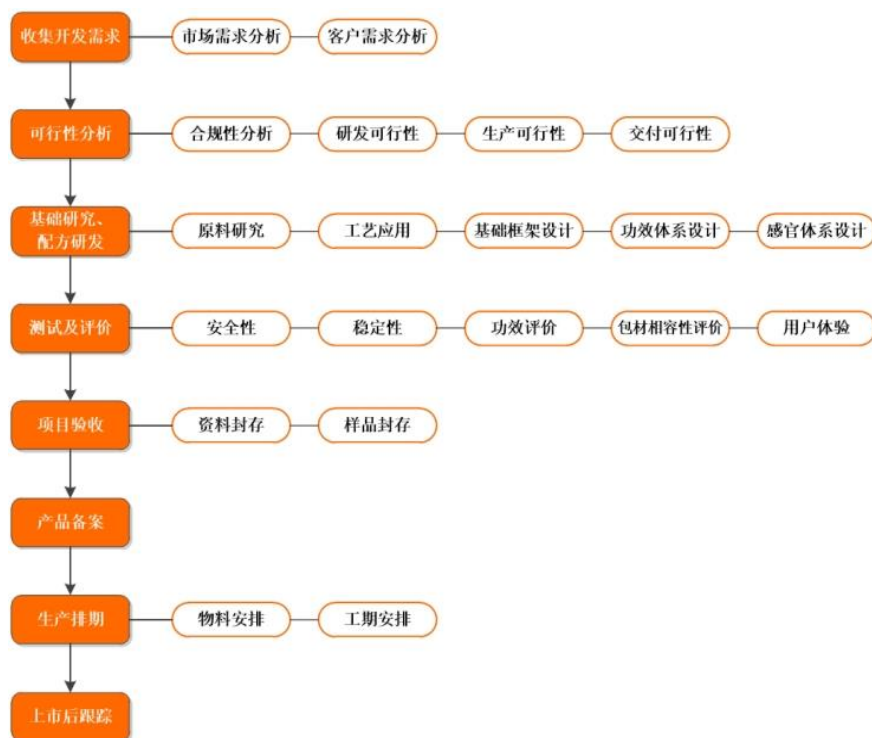 收集开发需求
市场需求分析
客户需求分析
可行性分析
合规性分析
研发可行性
生产可行性
交付可行性
基础研究、
配方研发
原料研究
工艺应用
基础框架设计
功效体系设计
感官体系设计
测试及评价
安全性
稳定性
功效评价
包材相容性评价
用户体验
项目验收
资料封存
样品封存
产品备案
生产排期
物料安排
工期安排
上市后跟踪